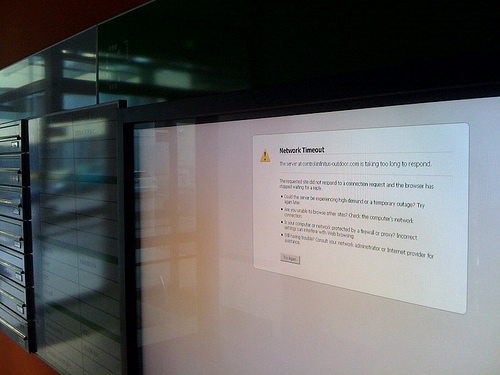 Network Timeout
The server at control.infinitus-outdoor.com is taking too long to respond.
The requested site did not respond to a connection request and the browser has
stopped waiting for a reply.
Could the server be experiencing high demand or a temporary outage? Try
again later.
Are you unable to browse other sites? Check the computer's network
connection.
Is your computer or network protected by a firewall or proxy? Incorrect
settings can interfere with Web browsing.
Still having trouble? Consult your network administrator or Internet provider for
assistance.
Try Again